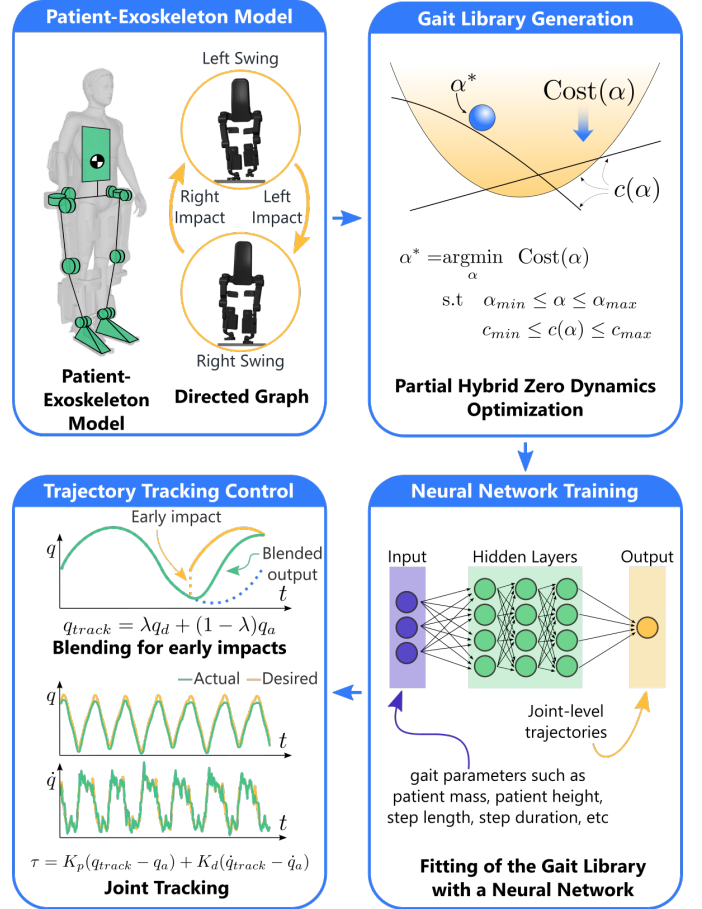 Patient-Exoskeleton Model
Left Swing
Right
Impact
Left
Impact
Right Swing
Patient-
Exoskeleton
Model
Directed Graph
Gait Library Generation
α*
Cost(α)
c(α)
α* =argmin Cost(α)
α
s.t α_min ≤ α ≤ α_max
c_min ≤ c(α) ≤ c_max
Partial Hybrid Zero Dynamics
Optimization
Trajectory Tracking Control
Early impact
q
Blended
output
t
q_track = λq_d + (1 − λ)q_a
Blending for early impacts
Actual Desired
q
t
q̇
t
τ = K_p(q_track − q_a) + K_d(q̇_track − q̇_a)
Joint Tracking
Neural Network Training
Input
Hidden Layers
Output
Joint-level
trajectories
gait parameters such as
patient mass, patient height,
step length, step duration, etc
Fitting of the Gait Library
with a Neural Network